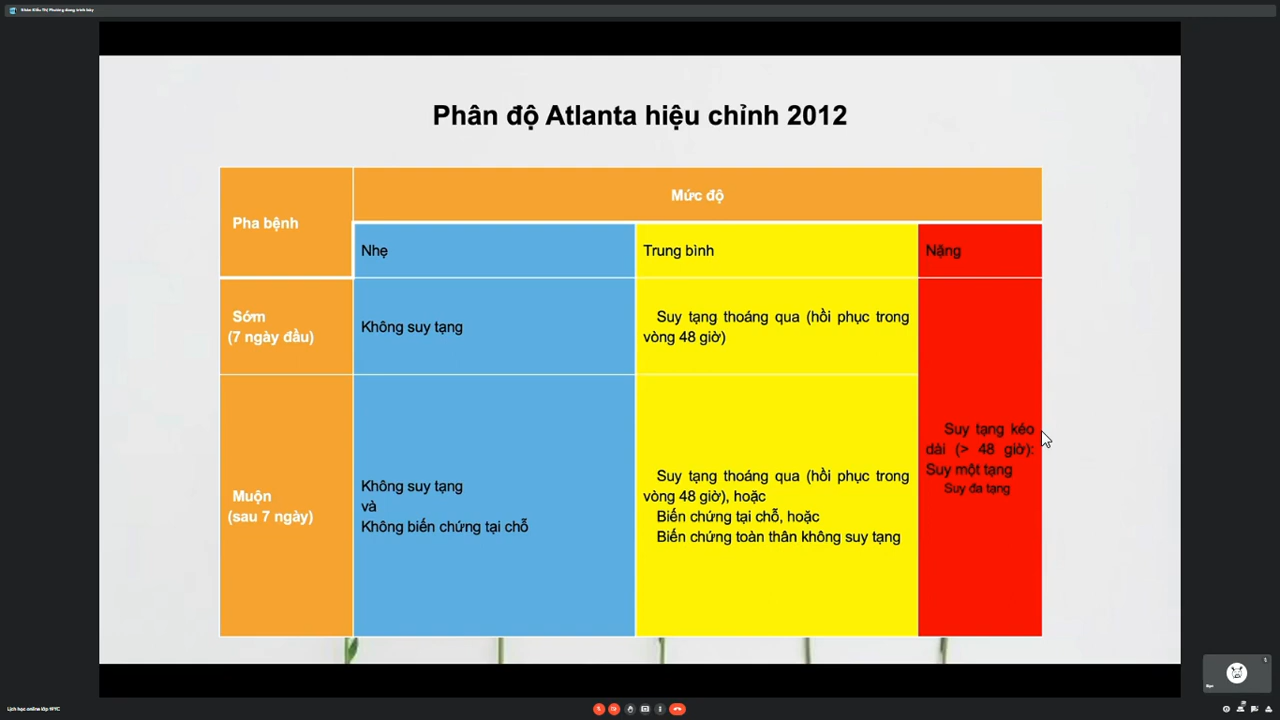 Phân độ Atlanta hiệu chỉnh 2012
Pha bệnh
Mức độ
Nhẹ
Trung bình
Nặng
Sớm
(7 ngày đầu)
Không suy tạng
Suy tạng thoáng qua (hồi phục trong
vòng 48 giờ)
Muộn
(sau 7 ngày)
Không suy tạng
và
Không biến chứng tại chỗ
Suy tạng thoáng qua (hồi phục trong
vòng 48 giờ), hoặc
Biến chứng tại chỗ, hoặc
Biến chứng toàn thân không suy tạng
Suy tạng kéo
dài (> 48 giờ):
Suy một tạng
Suy đa tạng